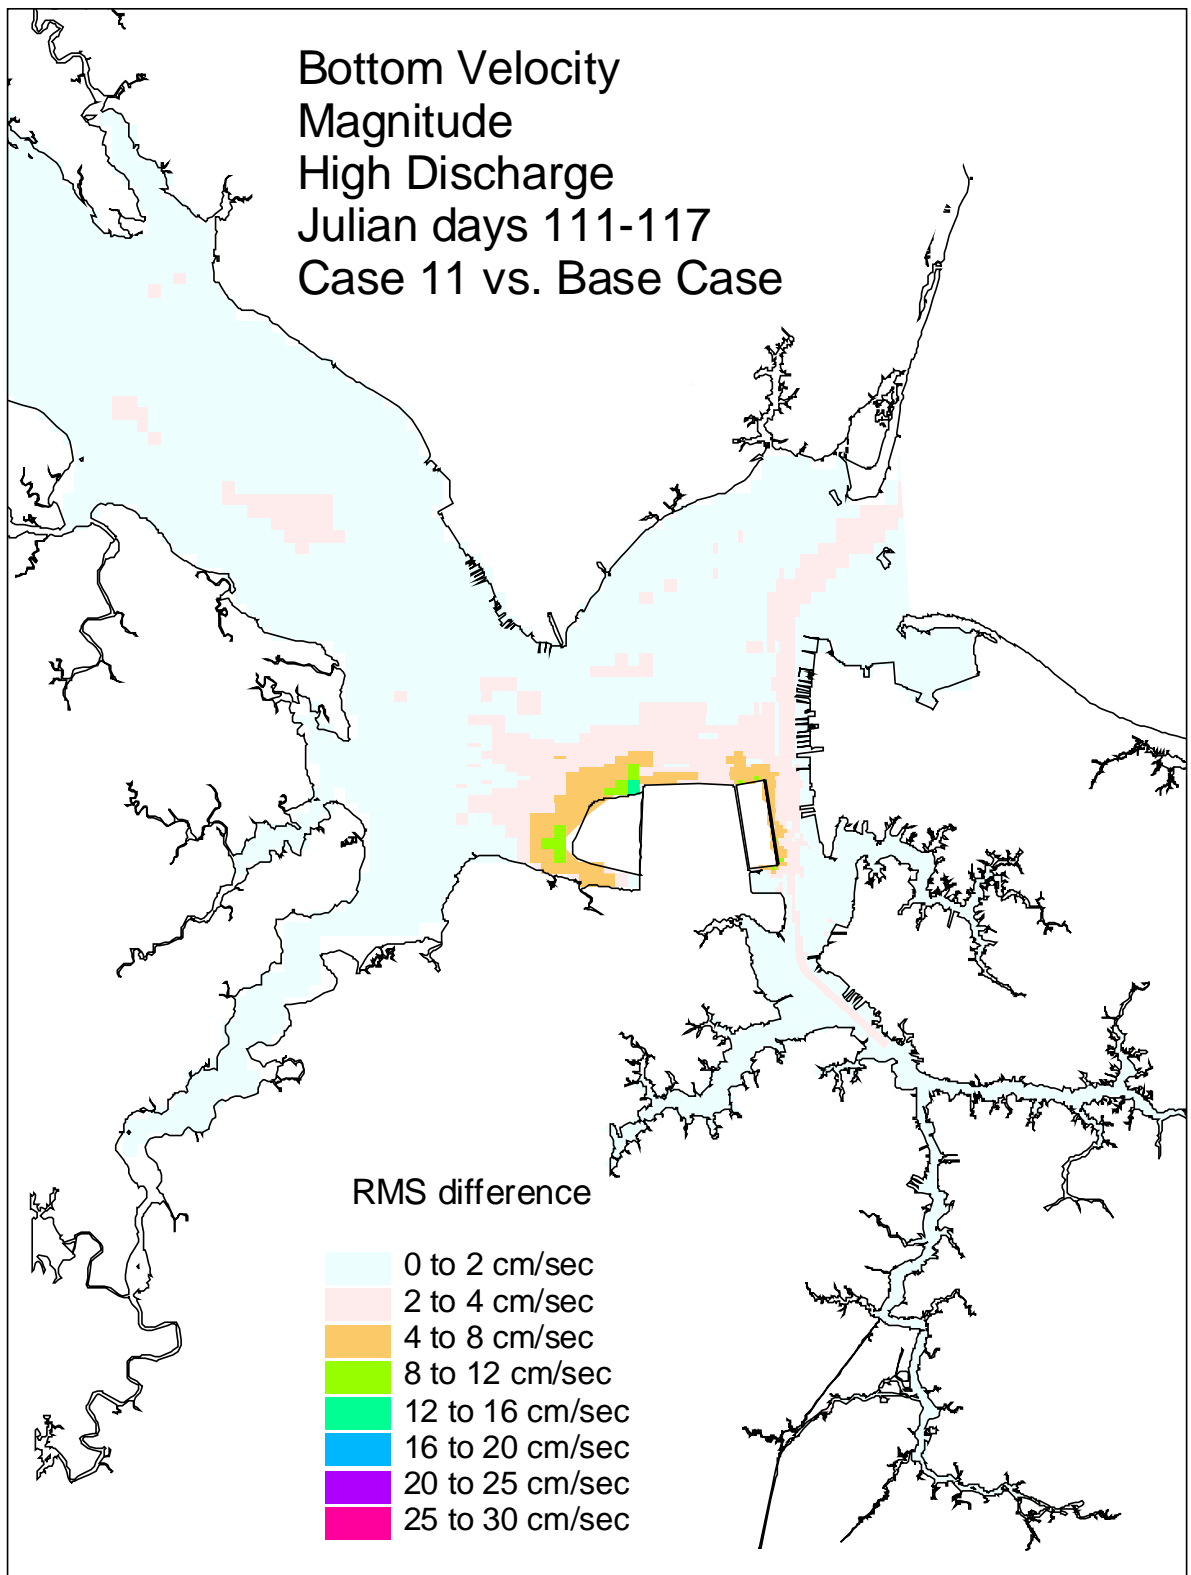 Bottom Velocity
Magnitude
High Discharge
Julian days 111-117
Case 11 vs. Base Case
RMS difference
0 to 2 cm/sec
2 to 4 cm/sec
4 to 8 cm/sec
8 to 12 cm/sec
12 to 16 cm/sec
16 to 20 cm/sec
20 to 25 cm/sec
25 to 30 cm/sec